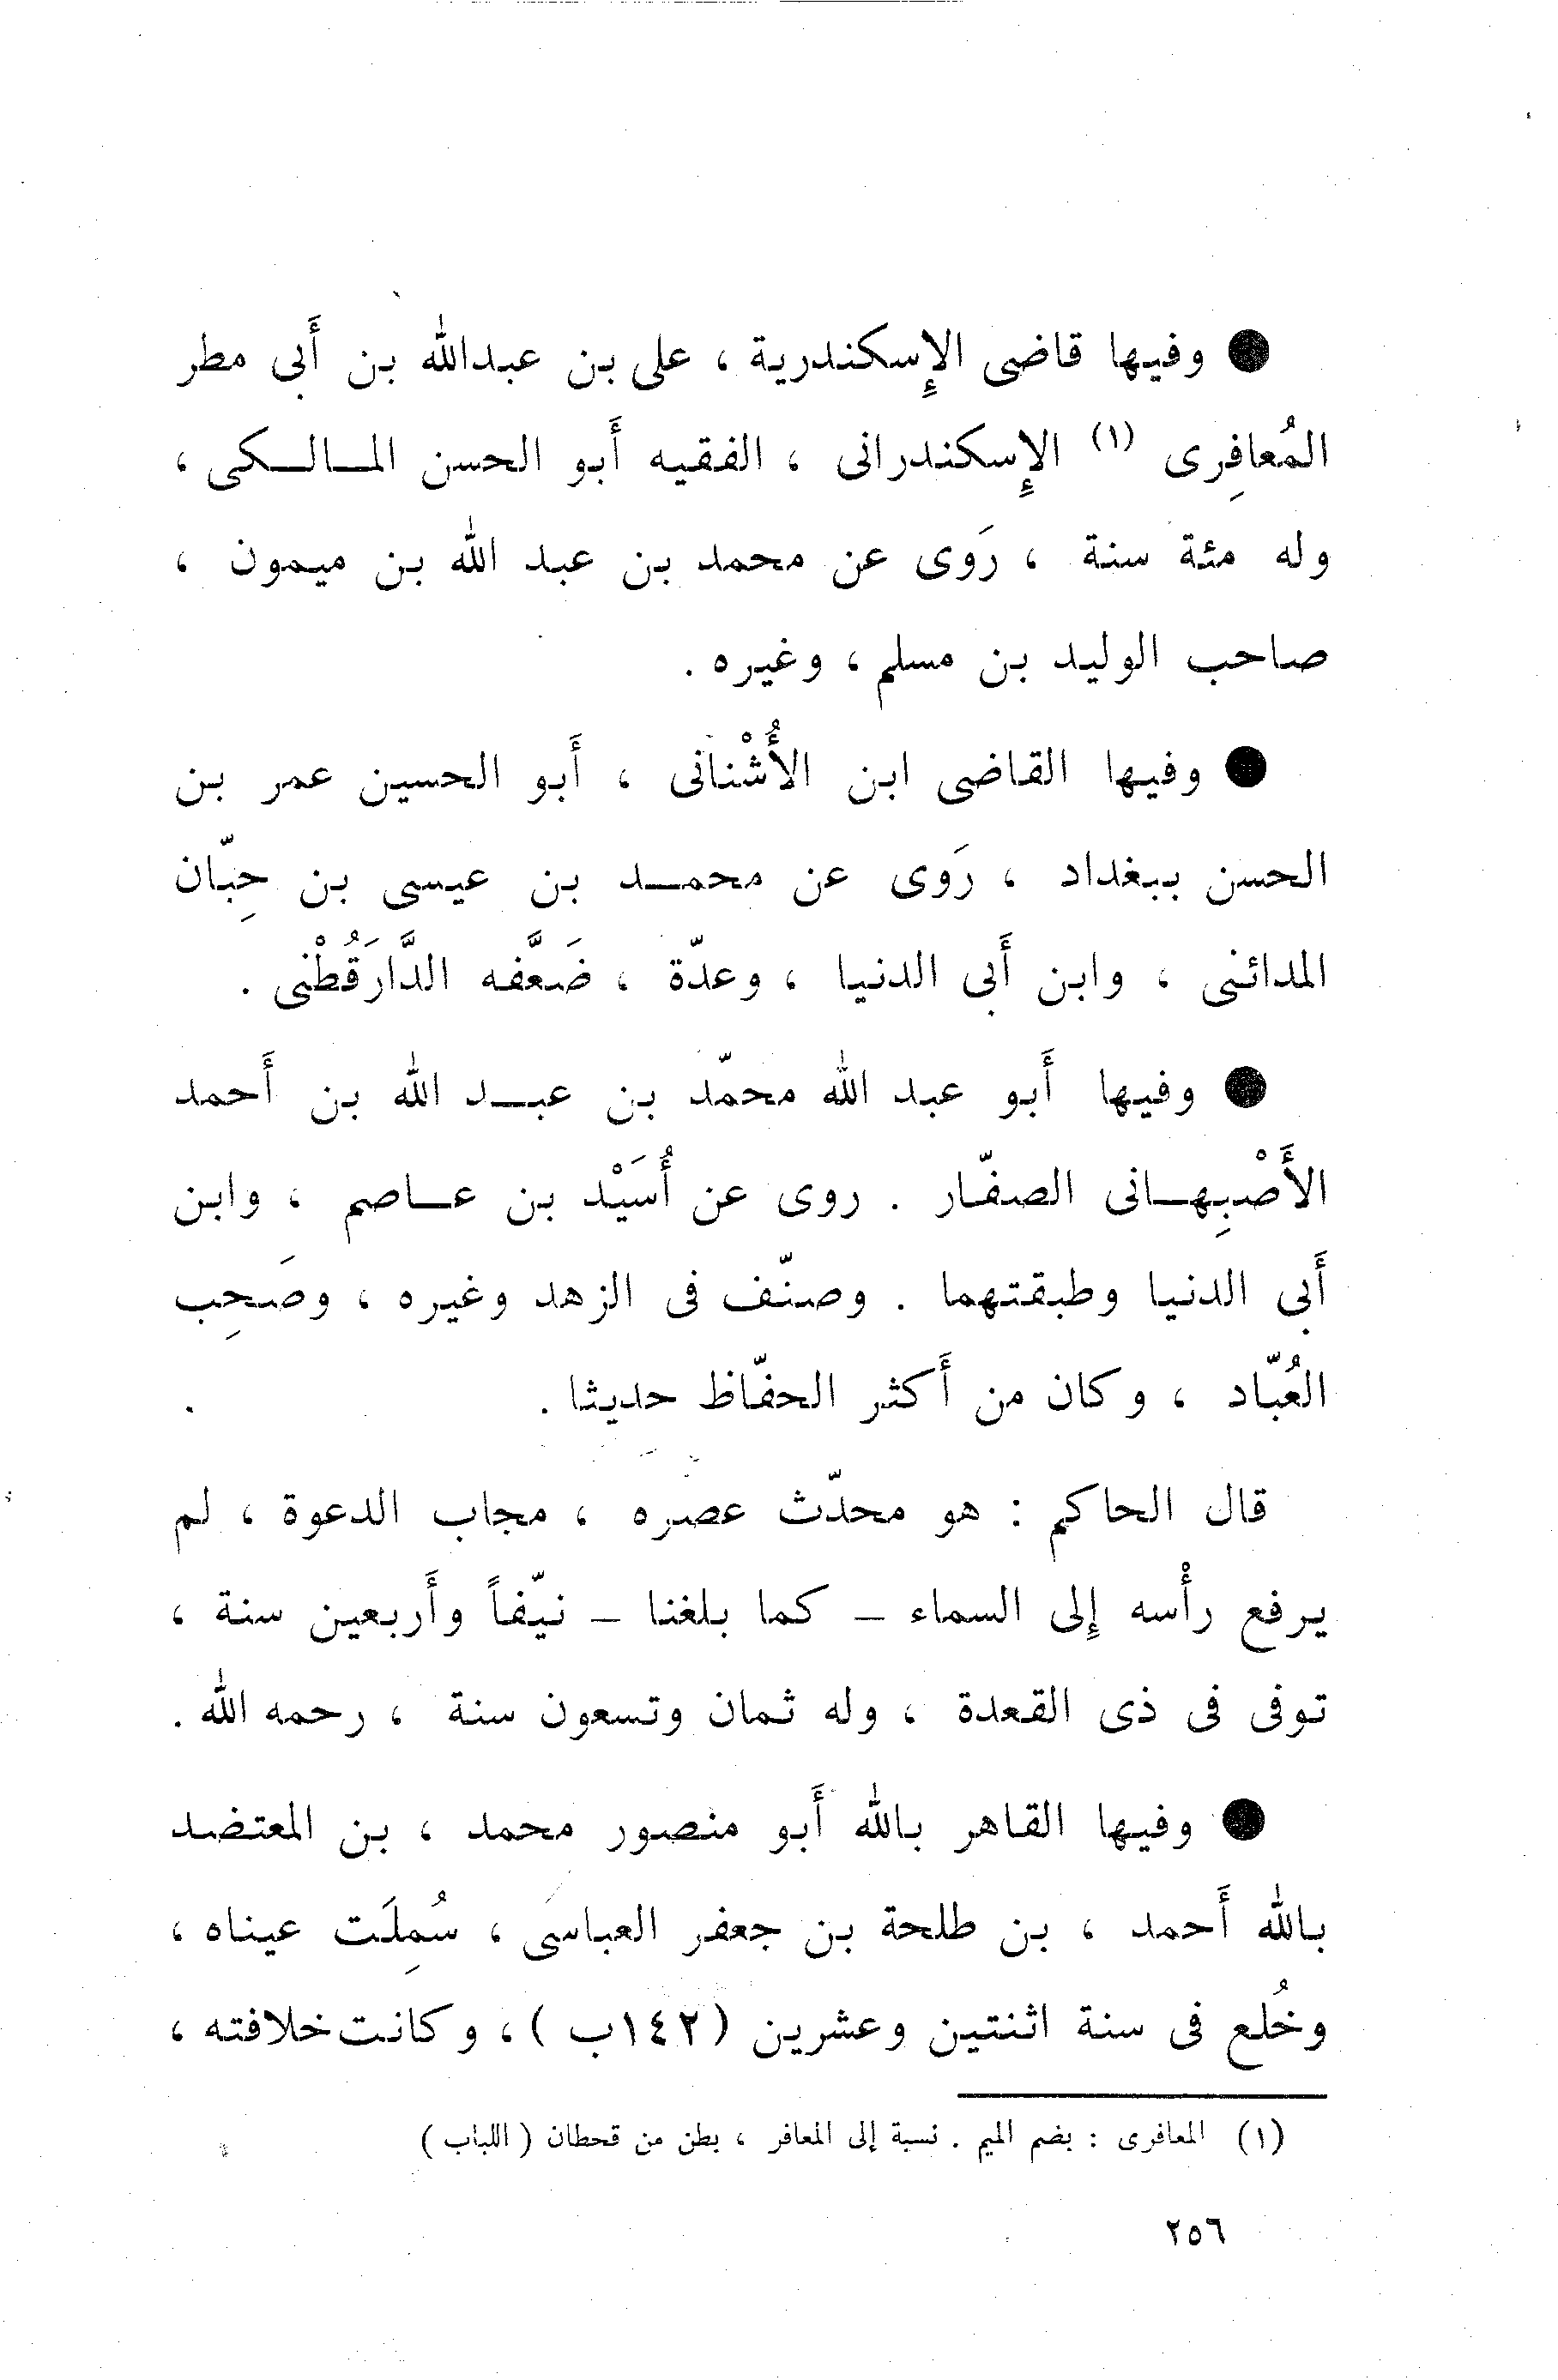 ● وفيها قاضى الإِسكندرية ، على بن عبدالله بن أَبى مطر
المُعافِرى (١) الإِسكندرانى ، الفقيه أَبو الحسن المالكى ،
وله مئة سنة ، رَوى عن محمد بن عبد الله بن ميمون ،
صاحب الوليد بن مسلم ، وغيره .
● وفيها القاضى ابن الأُشْنانى ، أَبو الحسين عمر بن
الحسن ببغداد ، رَوى عن محمد بن عيسى بن حِبّان
المدائنى ، وابن أَبى الدنيا ، وعدّة ، ضَعَّفه الدَّارَقُطْنى .
● وفيها أَبو عبد الله محمّد بن عبد الله بن أَحمد
الأَصْبِهانى الصفّار . روى عن أُسَيْد بن عاصم ، وابن
أَبى الدنيا وطبقتهما . وصنّف فى الزهد وغيره ، وصَحِب
العُبّاد ، وكان من أَكثر الحفّاظ حديثا .
قال الحاكم : هو محدّث عصره ، مجاب الدعوة ، لم
يرفع رأْسه إِلى السماء – كما بلغنا – نيّفاً وأَربعين سنة ،
توفى فى ذى القعدة ، وله ثمان وتسعون سنة ، رحمه الله .
● وفيها القاهر بالله أَبو منصور محمد ، بن المعتضد
بالله أَحمد ، بن طلحة بن جعفر العباسى ، سُمِلَت عيناه ،
وخُلع فى سنة اثنتين وعشرين (١٤٢ب ) ، وكانت خلافته ،
(١) المعافرى : بضم الميم . نسبة إلى المعافر ، بطن من قحطان ( اللباب )
٢٥٦